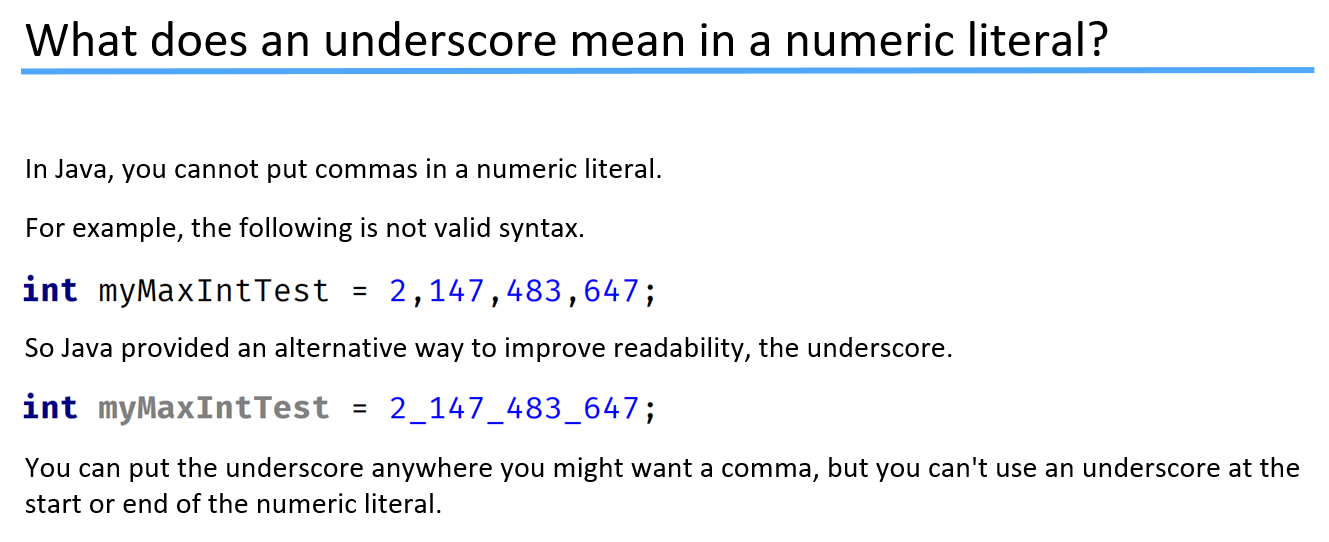 What does an underscore mean in a numeric literal?
In Java, you cannot put commas in a numeric literal.
For example, the following is not valid syntax.
int myMaxIntTest = 2,147,483,647;
So Java provided an alternative way to improve readability, the underscore.
int myMaxIntTest = 2_147_483_647;
You can put the underscore anywhere you might want a comma, but you can't use an underscore at the
start or end of the numeric literal.